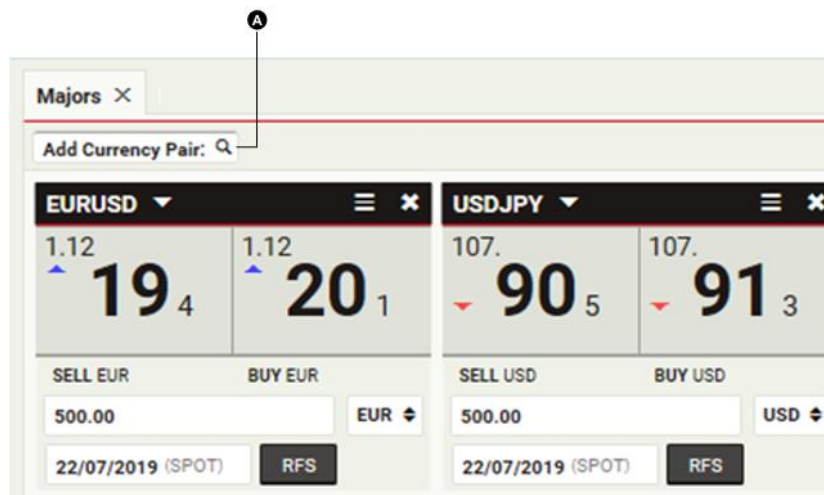 A
Majors ×
Add Currency Pair:
EURUSD
USDJPY
1.12 19 4
1.12 20 1
107. 90 5
107. 91 3
SELL EUR BUY EUR
SELL USD BUY USD
500.00 EUR
500.00 USD
22/07/2019 (SPOT) RFS
22/07/2019 (SPOT) RFS